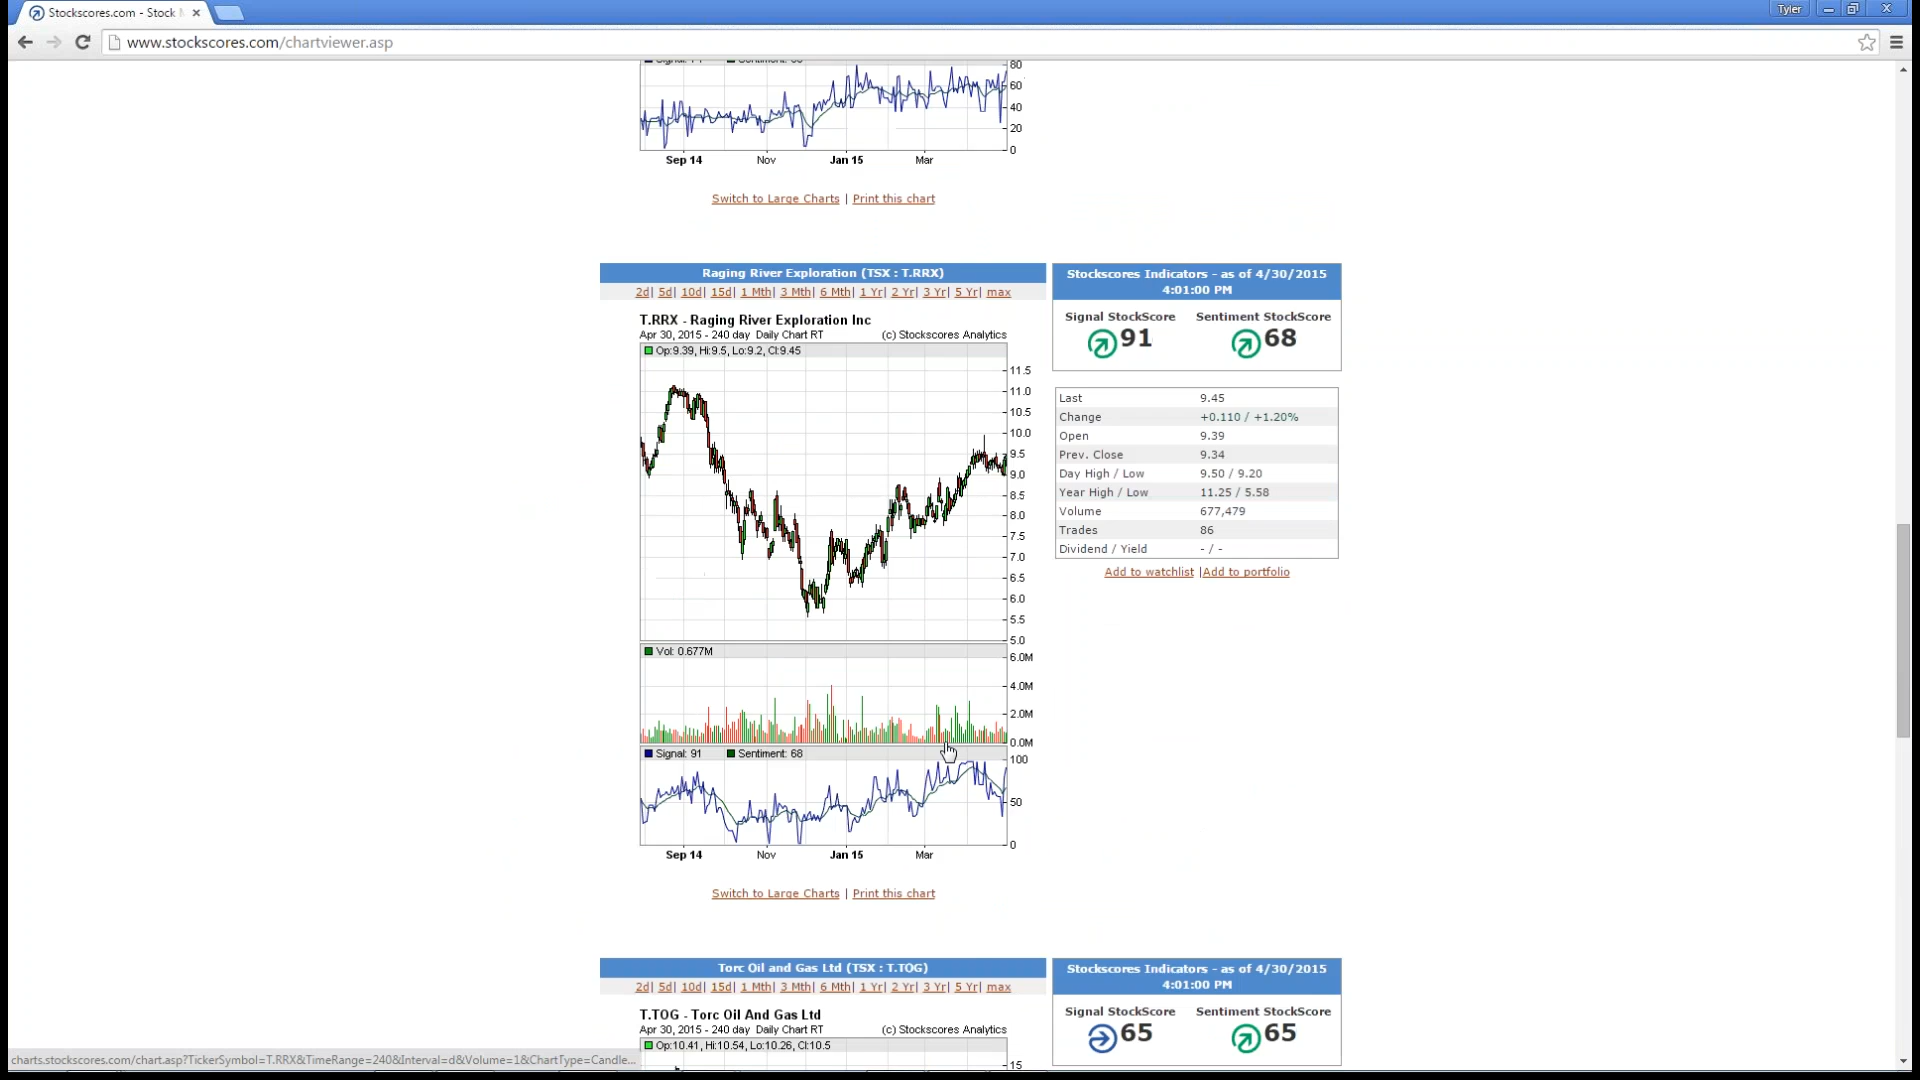 Stockscores.com - Stock M
Tyler
www.stockscores.com/chartviewer.asp
80
60
40
20
0
Sep 14 Nov Jan 15 Mar
Switch to Large Charts | Print this chart
Raging River Exploration (TSX : T.RRX)
2d| 5d| 10d| 15d| 1 Mth| 3 Mth| 6 Mth| 1 Yr| 2 Yr| 3 Yr| 5 Yr| max
T.RRX - Raging River Exploration Inc
Apr 30, 2015 - 240 day Daily Chart RT (c) Stockscores Analytics
Op:9.39, Hi:9.5, Lo:9.2, Cl:9.45
11.5
11.0
10.5
10.0
9.5
9.0
8.5
8.0
7.5
7.0
6.5
6.0
5.5
5.0
Vol: 0.677M
6.0M
4.0M
2.0M
0.0M
Signal: 91 Sentiment: 68
100
50
0
Sep 14 Nov Jan 15 Mar
Switch to Large Charts | Print this chart
Stockscores Indicators - as of 4/30/2015
4:01:00 PM
Signal StockScore Sentiment StockScore
91 68
Last 9.45
Change +0.110 / +1.20%
Open 9.39
Prev. Close 9.34
Day High / Low 9.50 / 9.20
Year High / Low 11.25 / 5.58
Volume 677,479
Trades 86
Dividend / Yield - / -
Add to watchlist |Add to portfolio
Torc Oil and Gas Ltd (TSX : T.TOG)
2d| 5d| 10d| 15d| 1 Mth| 3 Mth| 6 Mth| 1 Yr| 2 Yr| 3 Yr| 5 Yr| max
T.TOG - Torc Oil And Gas Ltd
Apr 30, 2015 - 240 day Daily Chart RT (c) Stockscores Analytics
Op:10.41, Hi:10.54, Lo:10.26, Cl:10.5
15
Stockscores Indicators - as of 4/30/2015
4:01:00 PM
Signal StockScore Sentiment StockScore
65 65
charts.stockscores.com/chart.asp?TickerSymbol=T.RRX&TimeRange=240&Interval=d&Volume=1&ChartType=Candle...